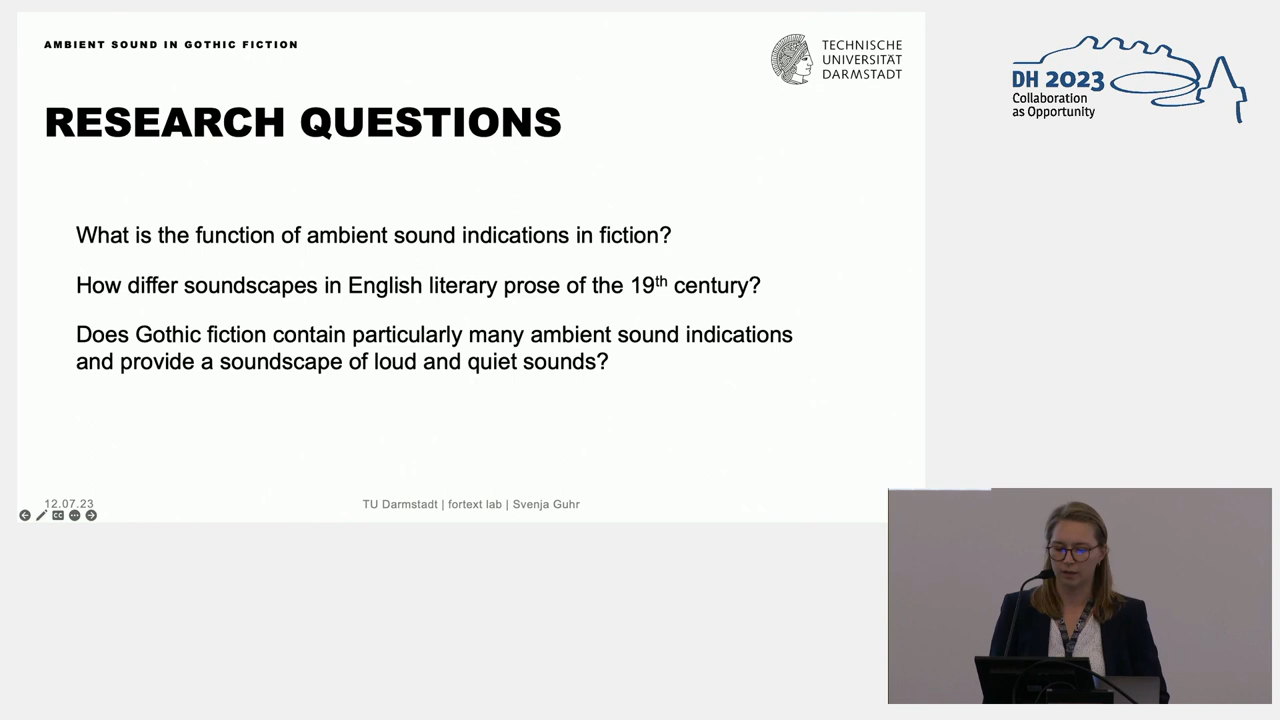 AMBIENT SOUND IN GOTHIC FICTION
TECHNISCHE
UNIVERSITÄT
DARMSTADT
RESEARCH QUESTIONS
What is the function of ambient sound indications in fiction?
How differ soundscapes in English literary prose of the 19th century?
Does Gothic fiction contain particularly many ambient sound indications
and provide a soundscape of loud and quiet sounds?
12.07.23
TU Darmstadt | fortext lab | Svenja Guhr
CC
DH 2023
Collaboration
as Opportunity